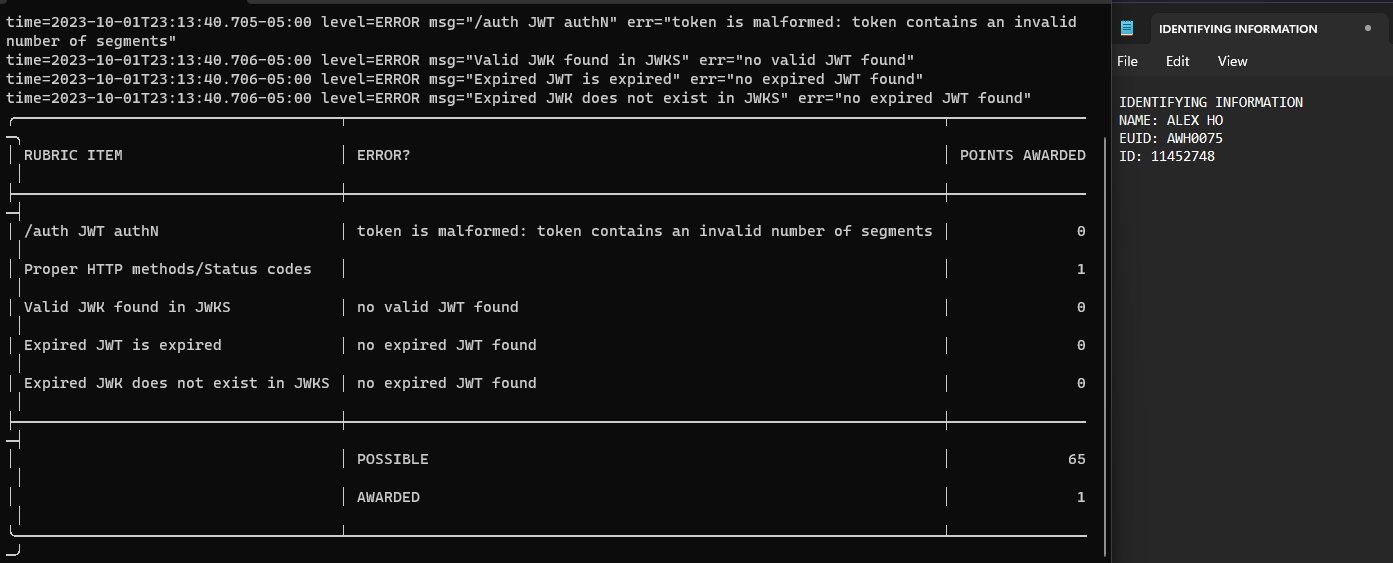 time=2023-10-01T23:13:40.705-05:00 level=ERROR msg="/auth JWT authN" err="token is malformed: token contains an invalid
number of segments"
time=2023-10-01T23:13:40.706-05:00 level=ERROR msg="Valid JWK found in JWKS" err="no valid JWT found"
time=2023-10-01T23:13:40.706-05:00 level=ERROR msg="Expired JWT is expired" err="no expired JWT found"
time=2023-10-01T23:13:40.706-05:00 level=ERROR msg="Expired JWK does not exist in JWKS" err="no expired JWT found"
RUBRIC ITEM ERROR? POINTS AWARDED
/auth JWT authN token is malformed: token contains an invalid number of segments 0
Proper HTTP methods/Status codes 1
Valid JWK found in JWKS no valid JWT found 0
Expired JWT is expired no expired JWT found 0
Expired JWK does not exist in JWKS no expired JWT found 0
POSSIBLE 65
AWARDED 1
IDENTIFYING INFORMATION
File Edit View
IDENTIFYING INFORMATION
NAME: ALEX HO
EUID: AWH0075
ID: 11452748